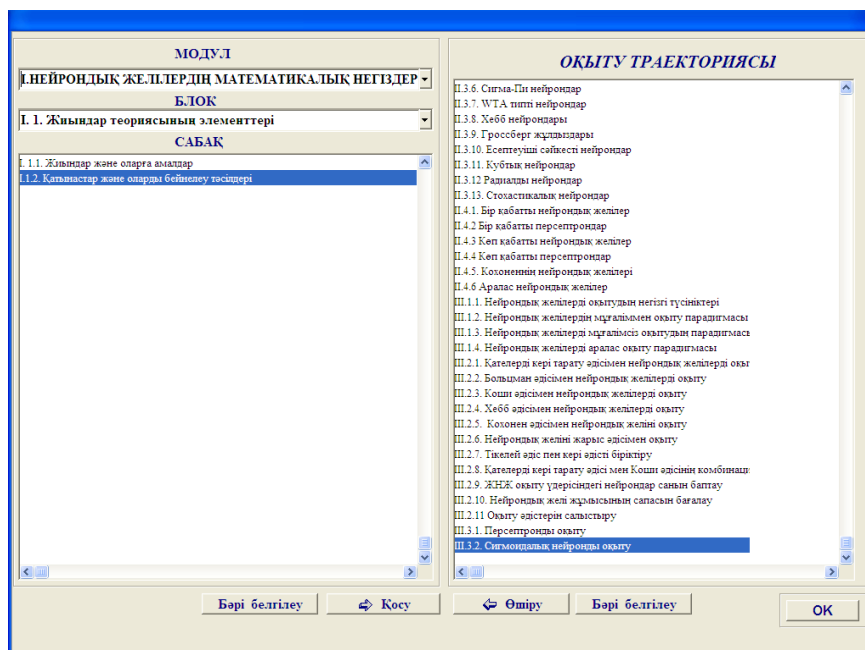 МОДУЛ
І.НЕЙРОНДЫҚ ЖЕЛІЛЕРДІҢ МАТЕМАТИКАЛЫҚ НЕГІЗДЕР
БЛОК
І. 1. Жиындар теориясының элементтері
САБАҚ
І. 1.1. Жиындар және оларға амалдар
І.1.2. Қатынастар және оларды бейнелеу тәсілдері
ОҚЫТУ ТРАЕКТОРИЯСЫ
ІІ.3.6. Сигма-Пи нейрондар
ІІ.3.7. WTA типті нейрондар
ІІ.3.8. Хебб нейрондары
ІІ.3.9. Гроссберг жұлдыздары
ІІ.3.10. Есептеуіші сәйкесті нейрондар
ІІ.3.11. Кубтық нейрондар
ІІ.3.12 Радиалды нейрондар
ІІ.3.13. Стохастикалық нейрондар
ІІ.4.1. Бір қабатты нейрондық желілер
ІІ.4.2 Бір қабатты персептрондар
ІІ.4.3 Көп қабатты нейрондық желілер
ІІ.4.4 Көп қабатты персептрондар
ІІ.4.5. Кохоненнің нейрондық желілері
ІІ.4.6 Аралас нейрондық желілер
ІІІ.1.1. Нейрондық желілерді оқытудың негізгі түсініктері
ІІІ.1.2. Нейрондық желілердің мұғаліммен оқыту парадигмасы
ІІІ.1.3. Нейрондық желілерді мұғалімсіз оқытудың парадигмасы
ІІІ.1.4. Нейрондық желілерді аралас оқыту парадигмасы
ІІІ.2.1. Қателерді кері тарату әдісімен нейрондық желілерді оқыт
ІІІ.2.2. Больцман әдісімен нейрондық желілерді оқыту
ІІІ.2.3. Коши әдісімен нейрондық желілерді оқыту
ІІІ.2.4. Хебб әдісімен нейрондық желілерді оқыту
ІІІ.2.5. Кохонен әдісімен нейрондық желіні оқыту
ІІІ.2.6. Нейрондық желіні жарыс әдісімен оқыту
ІІІ.2.7. Тікелей әдіс пен кері әдісті біріктіру
ІІІ.2.8. Қателерді кері тарату әдісі мен Коши әдісінің комбинаци
ІІІ.2.9. ЖНЖ оқыту үдерісіндегі нейрондар санын баптау
ІІІ.2.10. Нейрондық желі жұмысының сапасын бағалау
ІІІ.2.11 Оқыту әдістерін салыстыру
ІІІ.3.1. Персептронды оқыту
ІІІ.3.2. Сигмоидалық нейронды оқыту
Бәрі белгілеу
Қосу
Өшіру
Бәрі белгілеу
OK